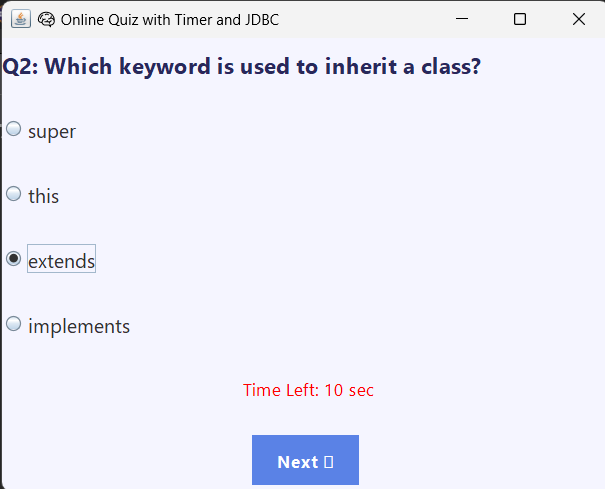 Online Quiz with Timer and JDBC
Q2: Which keyword is used to inherit a class?
super
this
extends
implements
Time Left: 10 sec
Next